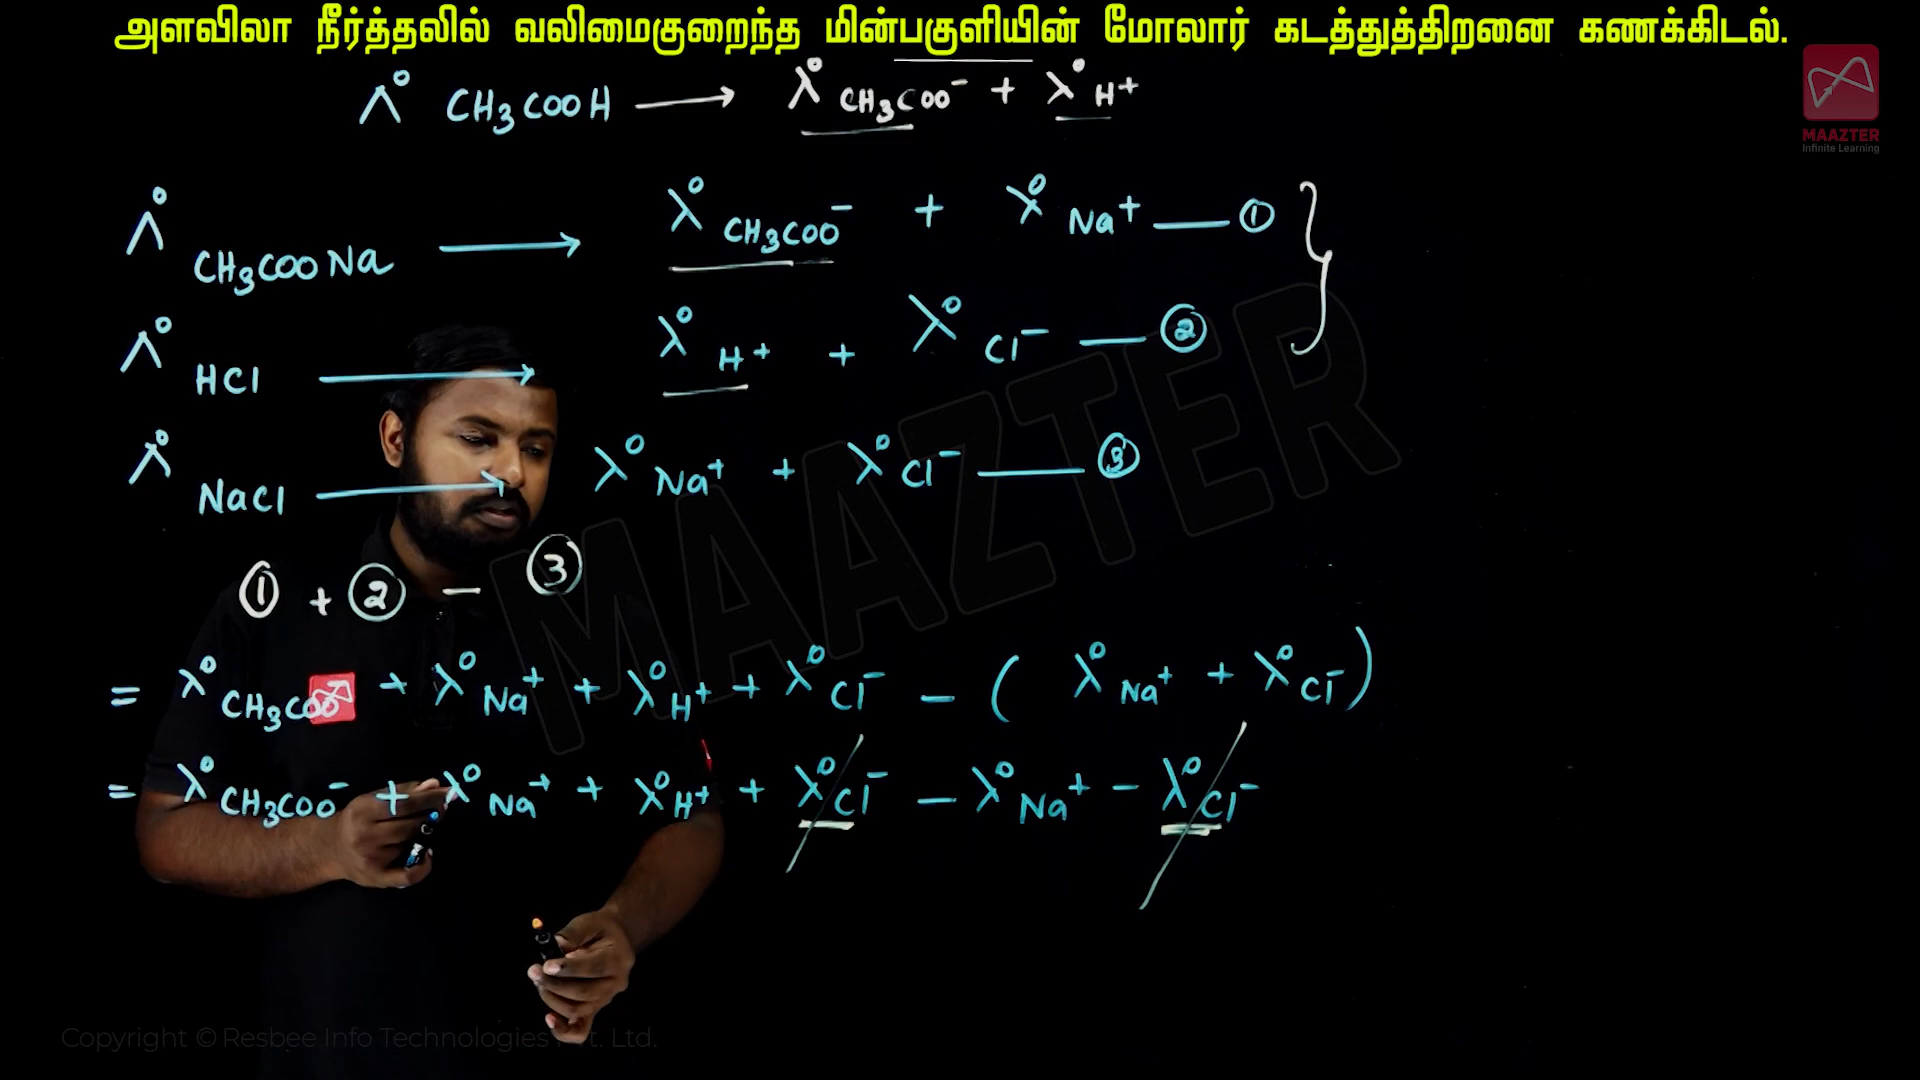 அளவிலா நீர்த்தலில் வலிமைகுறைந்த மின்பகுளியின் மோலார் கடத்துத்திறனை கணக்கிடல்.
MAAZTER
Infinite Learning
Λ° CH₃COOH ⟶ λ° CH₃COO⁻ + λ° H⁺
Λ° CH₃COONa ⟶ λ° CH₃COO⁻ + λ° Na⁺ — ①
Λ° HCl ⟶ λ° H⁺ + λ° Cl⁻ — ②
Λ° NaCl ⟶ λ° Na⁺ + λ° Cl⁻ — ③
① + ② − ③
= λ° CH₃COO⁻ + λ° Na⁺ + λ° H⁺ + λ° Cl⁻ − ( λ° Na⁺ + λ° Cl⁻ )
= λ° CH₃COO⁻ + λ° Na⁺ + λ° H⁺ + λ° Cl⁻ − λ° Na⁺ − λ° Cl⁻
MAAZTER
Copyright © Resbee Info Technologies Pvt. Ltd.